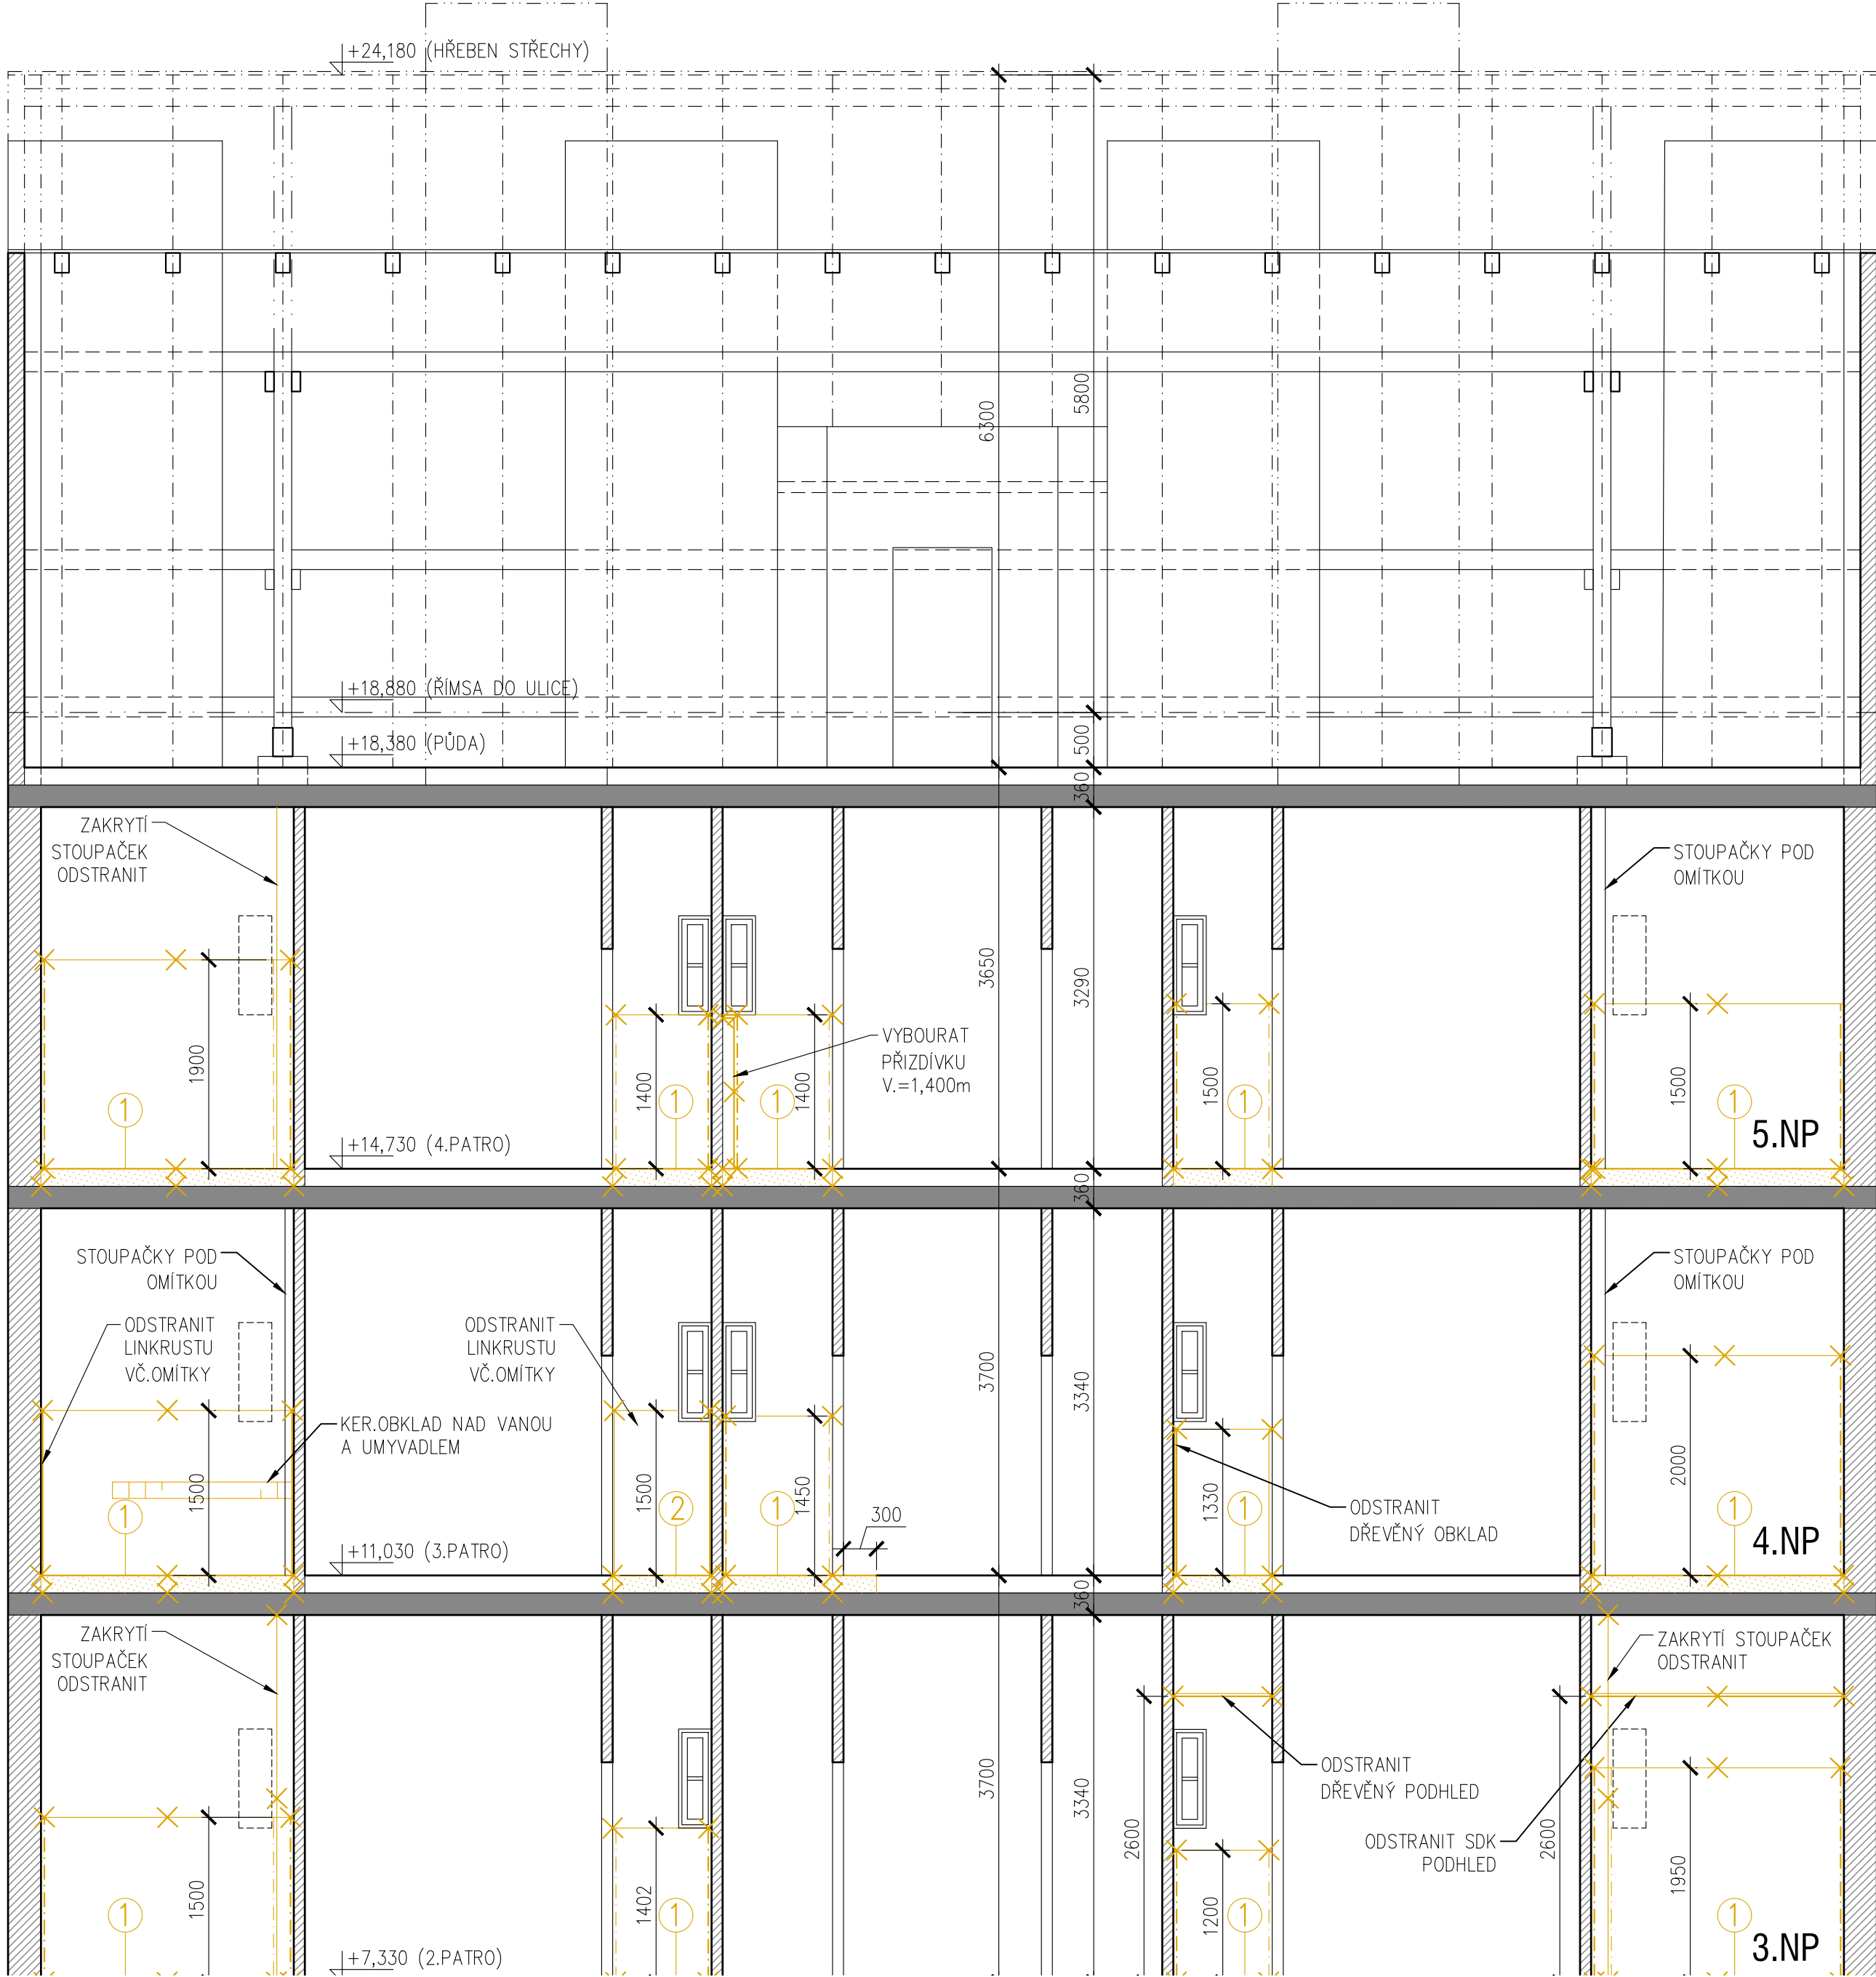 +24,180 (HŘEBEN STŘECHY)
6300
5800
+18,880 (ŘÍMSA DO ULICE)
+18,380 (PŮDA)
500
360
ZAKRYTÍ
STOUPAČEK
ODSTRANIT
STOUPAČKY POD
OMÍTKOU
3650
3290
1900
1400
1400
VYBOURAT
PŘIZDÍVKU
V.=1,400m
1500
1500
1
1
1
1
1
5.NP
+14,730 (4.PATRO)
360
STOUPAČKY POD
OMÍTKOU
STOUPAČKY POD
OMÍTKOU
ODSTRANIT
LINKRUSTU
VČ.OMÍTKY
ODSTRANIT
LINKRUSTU
VČ.OMÍTKY
3700
3340
KER.OBKLAD NAD VANOU
A UMYVADLEM
1500
1500
1450
1330
2000
1
2
1
300
1
ODSTRANIT
DŘEVĚNÝ OBKLAD
1
4.NP
+11,030 (3.PATRO)
360
ZAKRYTÍ
STOUPAČEK
ODSTRANIT
ZAKRYTÍ STOUPAČEK
ODSTRANIT
3700
3340
ODSTRANIT
DŘEVĚNÝ PODHLED
2600
2600
ODSTRANIT SDK
PODHLED
1500
1402
1200
1950
1
1
1
1
3.NP
+7,330 (2.PATRO)